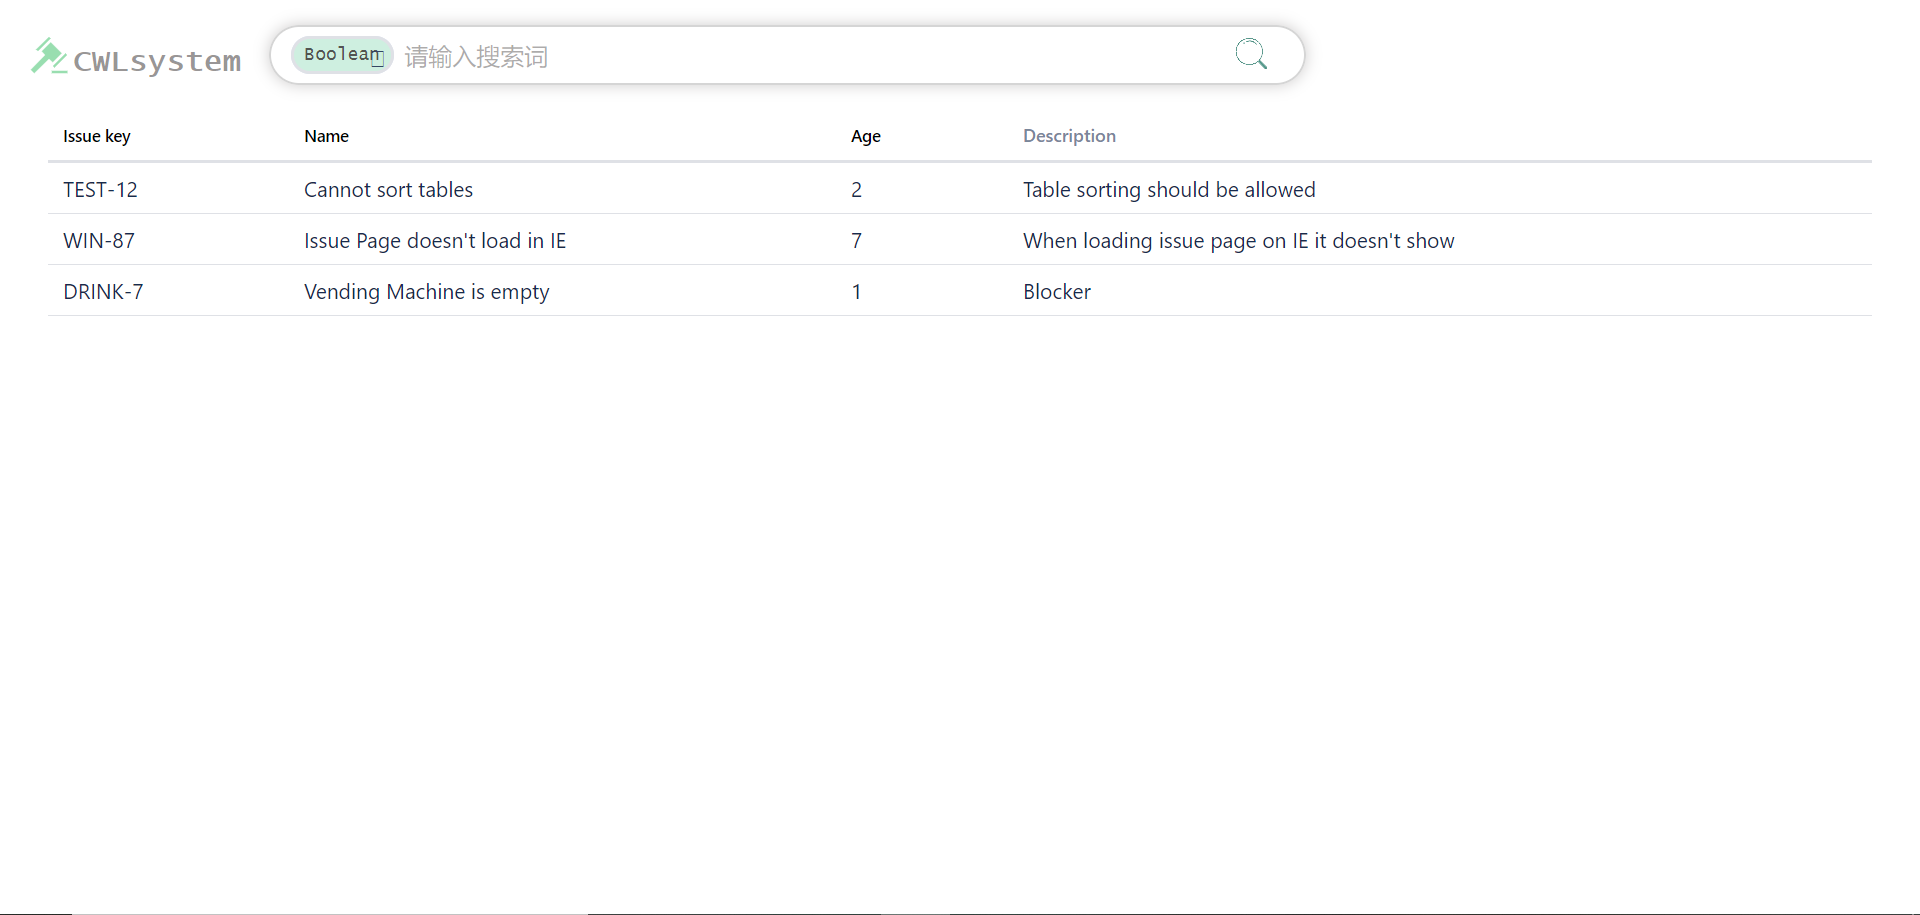 CWLsystem
Boolean 请输入搜索词
Issue key Name Age Description
TEST-12 Cannot sort tables 2 Table sorting should be allowed
WIN-87 Issue Page doesn't load in IE 7 When loading issue page on IE it doesn't show
DRINK-7 Vending Machine is empty 1 Blocker